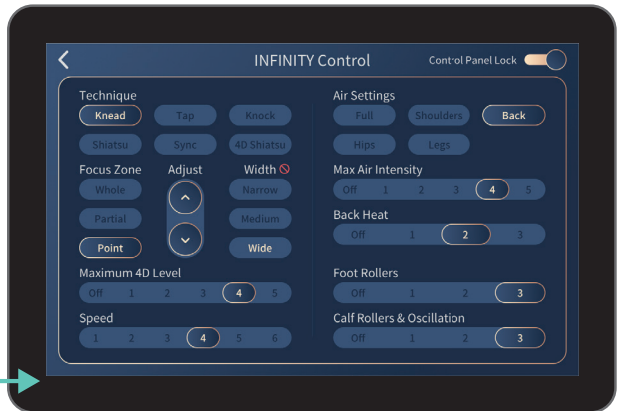 INFINITY Control
Control Panel Lock
Technique
Knead Tap Knock
Shiatsu Sync 4D Shiatsu
Focus Zone Adjust Width
Whole Narrow
Partial Medium
Point Wide
Maximum 4D Level
Off 1 2 3 4 5
Speed
1 2 3 4 5 6
Air Settings
Full Shoulders Back
Hips Legs
Max Air Intensity
Off 1 2 3 4 5
Back Heat
Off 1 2 3
Foot Rollers
Off 1 2 3
Calf Rollers & Oscillation
Off 1 2 3